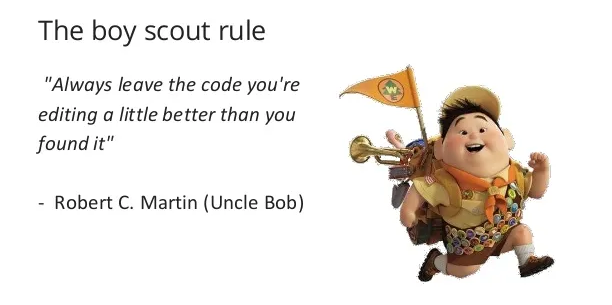 The boy scout rule
"Always leave the code you're
editing a little better than you
found it"
- Robert C. Martin (Uncle Bob)
W